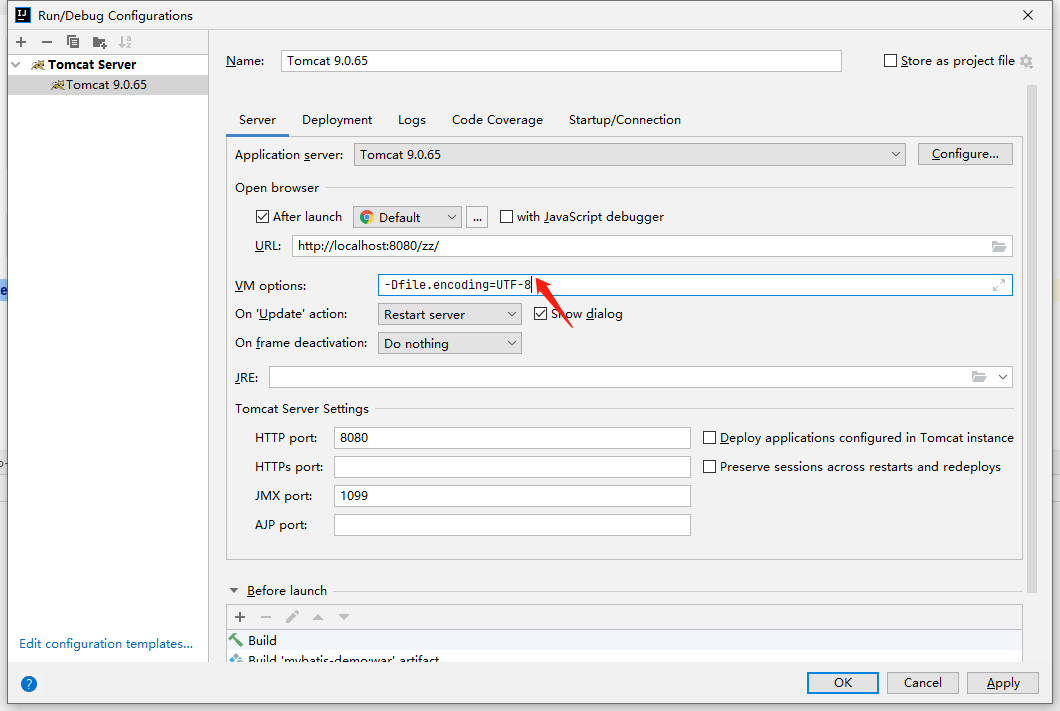 Run/Debug Configurations
Tomcat Server
Tomcat 9.0.65
Name: Tomcat 9.0.65 Store as project file
Server Deployment Logs Code Coverage Startup/Connection
Application server: Tomcat 9.0.65 Configure...
Open browser
After launch Default ... with JavaScript debugger
URL: http://localhost:8080/zz/
VM options: -Dfile.encoding=UTF-8
On 'Update' action: Restart server Show dialog
On frame deactivation: Do nothing
JRE:
Tomcat Server Settings
HTTP port: 8080 Deploy applications configured in Tomcat instance
HTTPs port: Preserve sessions across restarts and redeploys
JMX port: 1099
AJP port:
Before launch
Build
Build 'mybatis-demo:war' artifact
Edit configuration templates...
? OK Cancel Apply